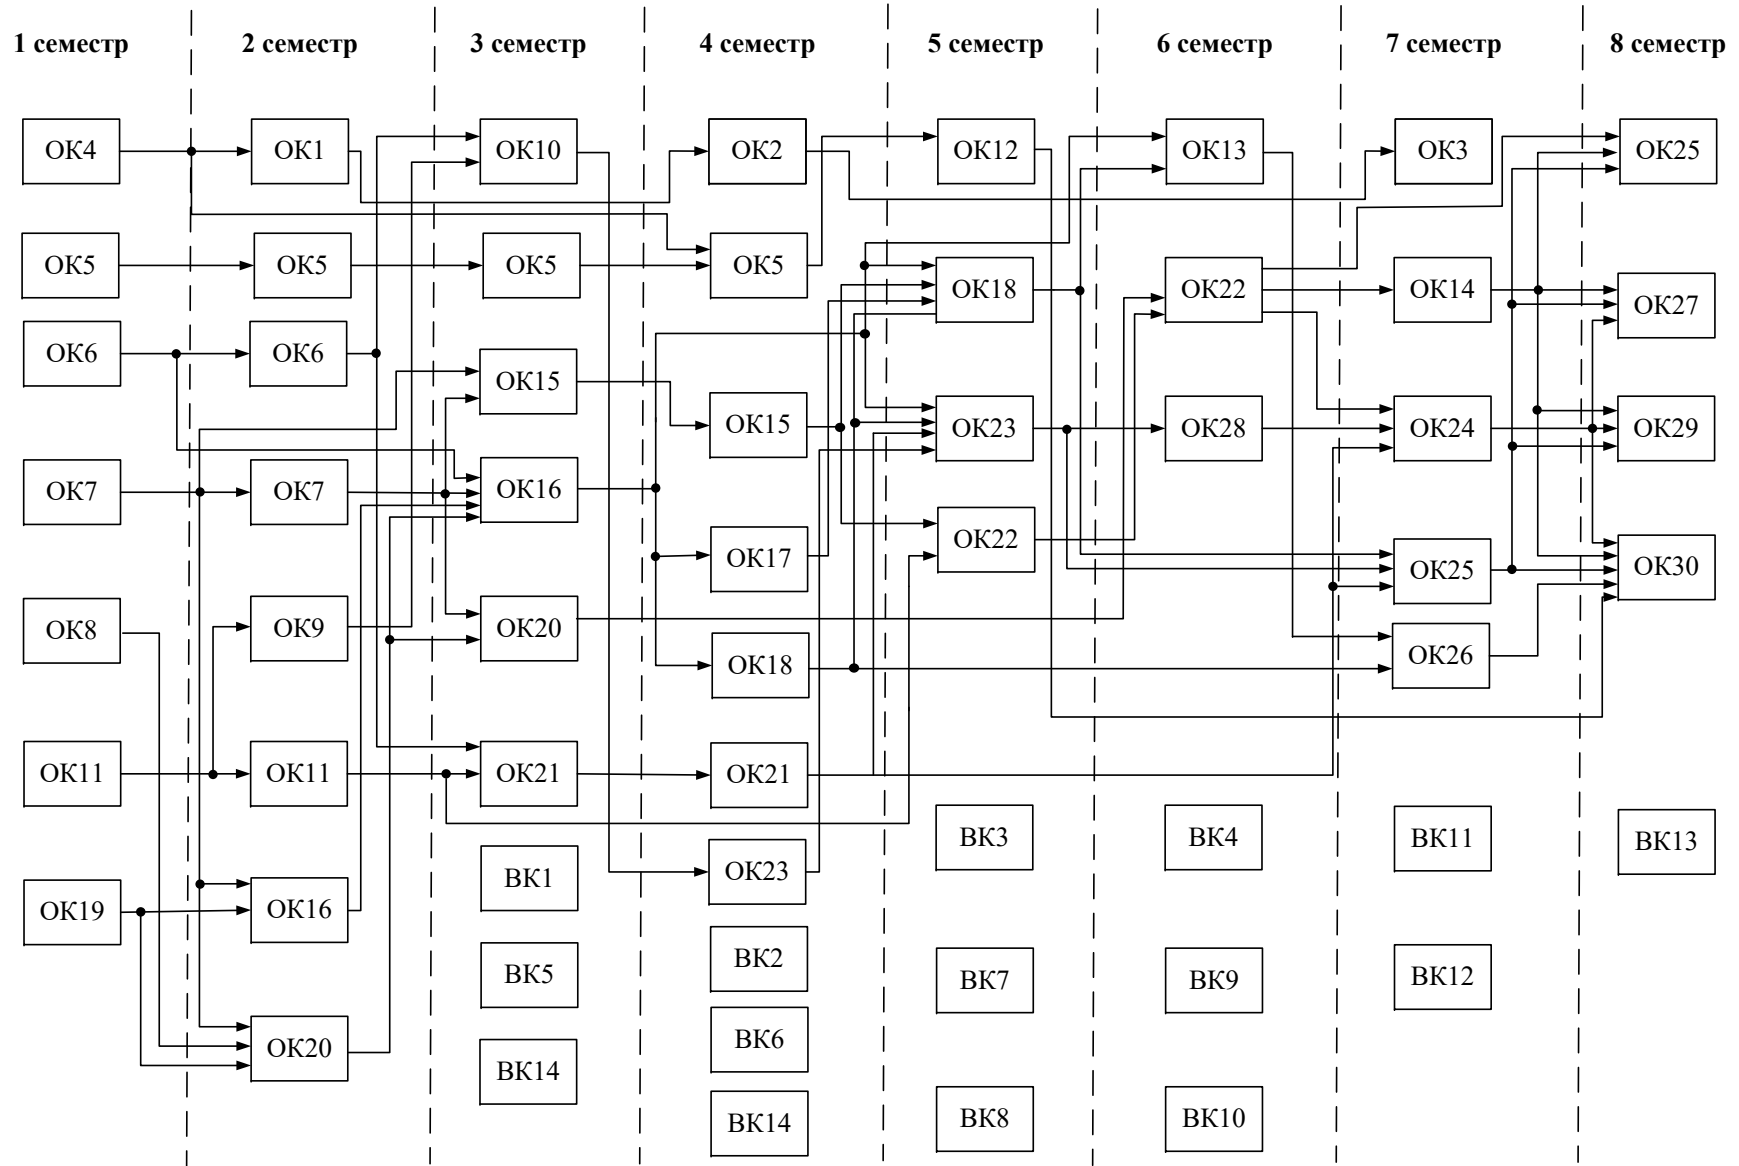 1 семестр
2 семестр
3 семестр
4 семестр
5 семестр
6 семестр
7 семестр
8 семестр
ОК4
ОК5
ОК6
ОК7
ОК8
ОК11
ОК19
ОК1
ОК5
ОК6
ОК7
ОК9
ОК11
ОК16
ОК20
ОК10
ОК5
ОК15
ОК16
ОК20
ОК21
ВК1
ВК5
ВК14
ОК2
ОК5
ОК15
ОК17
ОК18
ОК21
ОК23
ВК2
ВК6
ВК14
ОК12
ОК18
ОК23
ОК22
ВК3
ВК7
ВК8
ОК13
ОК22
ОК28
ВК4
ВК9
ВК10
ОК3
ОК14
ОК24
ОК25
ОК26
ВК11
ВК12
ОК25
ОК27
ОК29
ОК30
ВК13